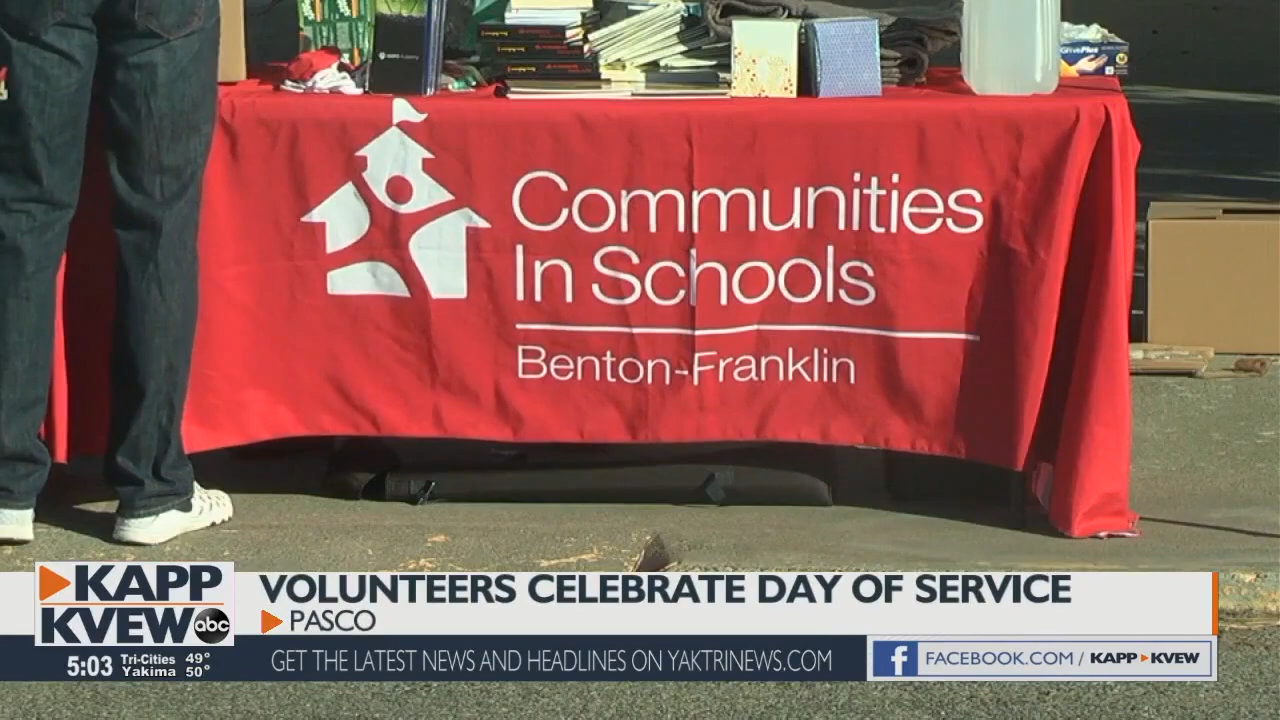 Communities
In Schools
Benton-Franklin
KAPP
KVEW abc
VOLUNTEERS CELEBRATE DAY OF SERVICE
PASCO
5:03 Tri-Cities 49°
Yakima 50°
GET THE LATEST NEWS AND HEADLINES ON YAKTRINEWS.COM
f FACEBOOK.COM / KAPP KVEW